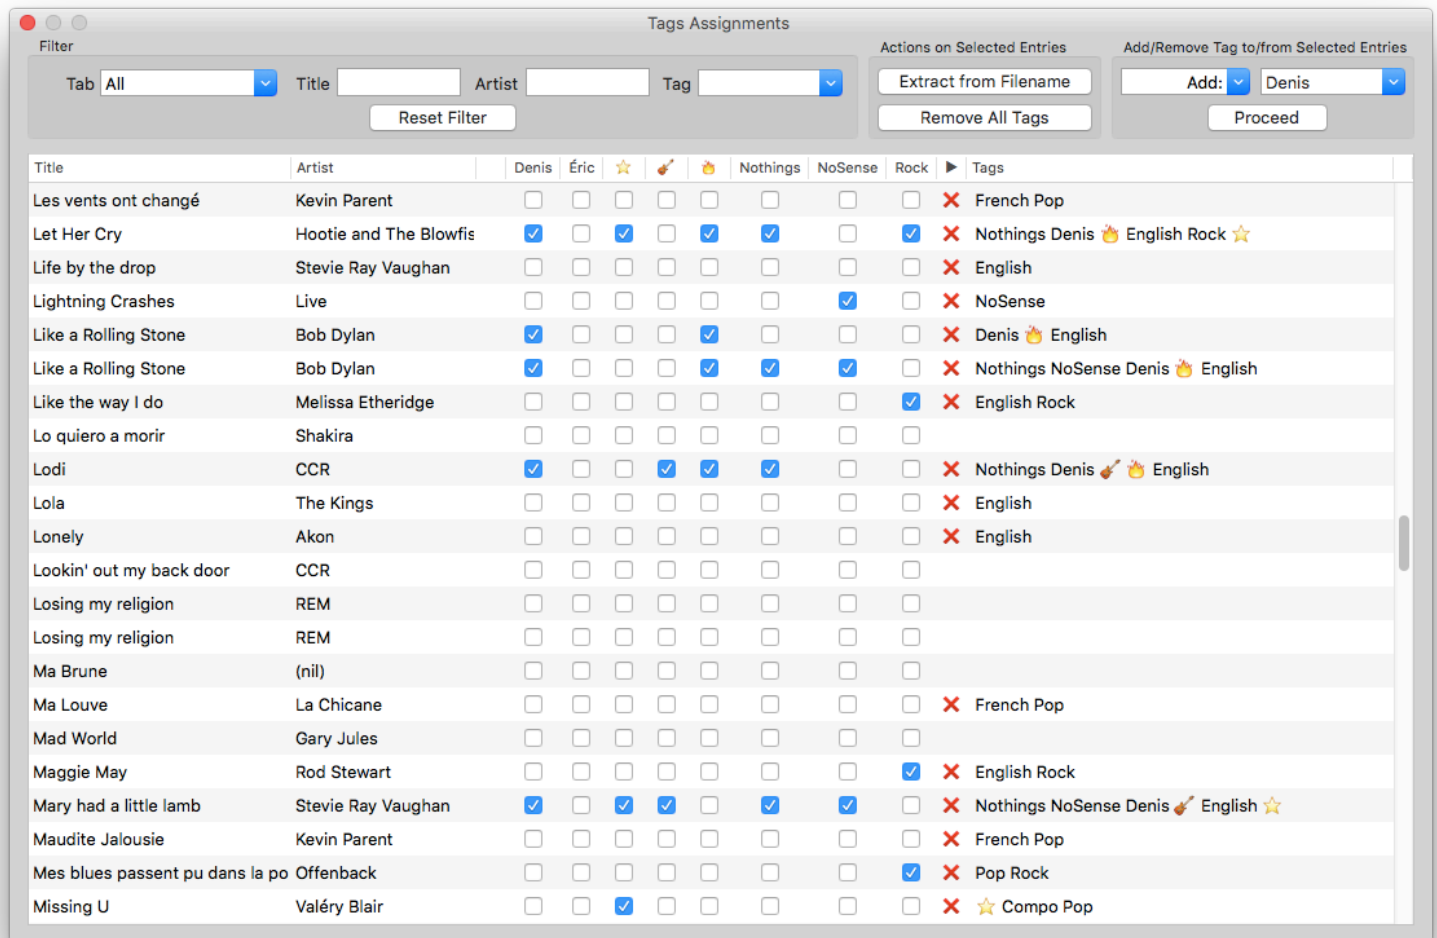 Tags Assignments
Filter
Actions on Selected Entries
Add/Remove Tag to/from Selected Entries
Tab All Title Artist Tag
Extract from Filename
Add: Denis
Reset Filter
Remove All Tags
Proceed
Title Artist Denis Éric ⭐ 🎸 🔥 Nothings NoSense Rock ▶ Tags
Les vents ont changé Kevin Parent ❌ French Pop
Let Her Cry Hootie and The Blowfis ❌ Nothings Denis 🔥 English Rock ⭐
Life by the drop Stevie Ray Vaughan ❌ English
Lightning Crashes Live ❌ NoSense
Like a Rolling Stone Bob Dylan ❌ Denis 🔥 English
Like a Rolling Stone Bob Dylan ❌ Nothings NoSense Denis 🔥 English
Like the way I do Melissa Etheridge ❌ English Rock
Lo quiero a morir Shakira
Lodi CCR ❌ Nothings Denis 🎸 🔥 English
Lola The Kings ❌ English
Lonely Akon ❌ English
Lookin' out my back door CCR
Losing my religion REM
Losing my religion REM
Ma Brune (nil)
Ma Louve La Chicane ❌ French Pop
Mad World Gary Jules
Maggie May Rod Stewart ❌ English Rock
Mary had a little lamb Stevie Ray Vaughan ❌ Nothings NoSense Denis 🎸 English ⭐
Maudite Jalousie Kevin Parent ❌ French Pop
Mes blues passent pu dans la po Offenback ❌ Pop Rock
Missing U Valéry Blair ❌ ⭐ Compo Pop